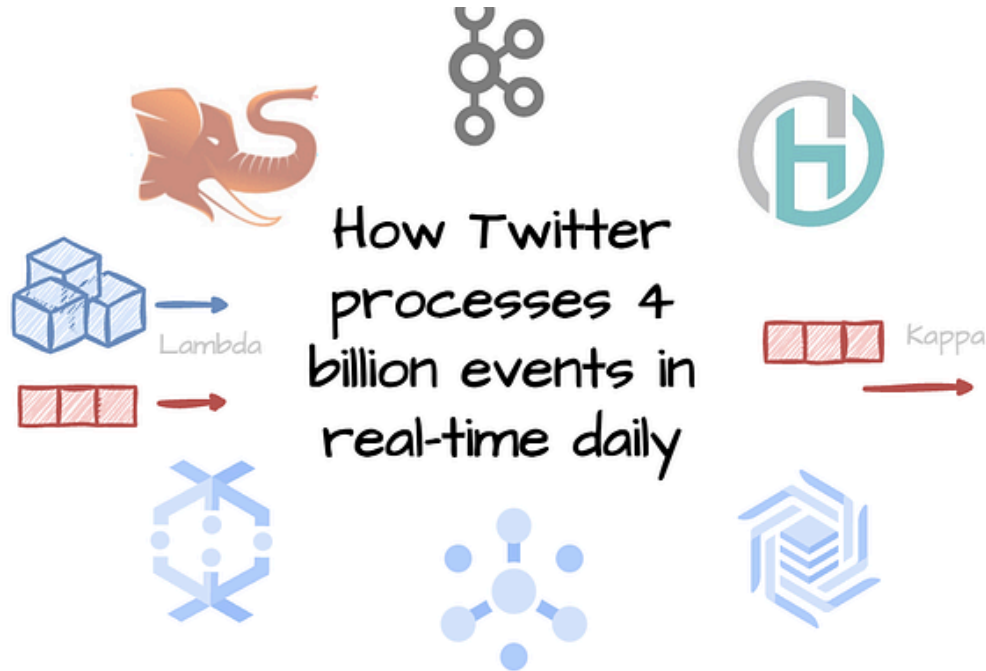 How Twitter
processes 4
billion events in
real-time daily
Lambda
Kappa